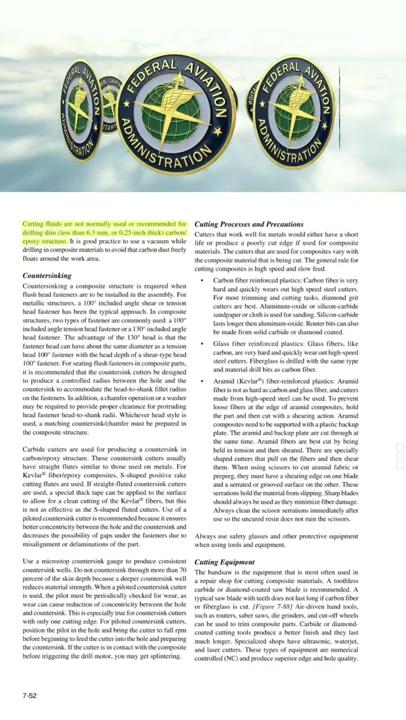 FEDERAL AVIATION
ADMINISTRATION
FEDERAL AVIATION
ADMINISTRATION
FEDERAL AVIATION
ADMINISTRATION
Cutting fluids are not normally used or recommended for
drilling thin (less than 6.3 mm, or 0.25-inch thick) carbon/
epoxy structure. It is good practice to use a vacuum while
drilling in composite materials to avoid that carbon dust freely
floats around the work area.
Countersinking
Countersinking a composite structure is required when
flush head fasteners are to be installed in the assembly. For
metallic structures, a 100° included angle shear or tension
head fastener has been the typical approach. In composite
structures, two types of fastener are commonly used: a 100°
included angle tension head fastener or a 130° included angle
head fastener. The advantage of the 130° head is that the
fastener head can have about the same diameter as a tension
head 100° fastener with the head depth of a shear-type head
100° fastener. For seating flush fasteners in composite parts,
it is recommended that the countersink cutters be designed
to produce a controlled radius between the hole and the
countersink to accommodate the head-to-shank fillet radius
on the fasteners. In addition, a chamfer operation or a washer
may be required to provide proper clearance for protruding
head fastener head-to-shank radii. Whichever head style is
used, a matching countersink/chamfer must be prepared in
the composite structure.
Carbide cutters are used for producing a countersink in
carbon/epoxy structure. These countersink cutters usually
have straight flutes similar to those used on metals. For
Kevlar® fiber/epoxy composites, S-shaped positive rake
cutting flutes are used. If straight-fluted countersink cutters
are used, a special thick tape can be applied to the surface
to allow for a clean cutting of the Kevlar® fibers, but this
is not as effective as the S-shaped fluted cutters. Use of a
piloted countersink cutter is recommended because it ensures
better concentricity between the hole and the countersink and
decreases the possibility of gaps under the fasteners due to
misalignment or delaminations of the part.
Use a microstop countersink gauge to produce consistent
countersink wells. Do not countersink through more than 70
percent of the skin depth because a deeper countersink well
reduces material strength. When a piloted countersink cutter
is used, the pilot must be periodically checked for wear, as
wear can cause reduction of concentricity between the hole
and countersink. This is especially true for countersink cutters
with only one cutting edge. For piloted countersink cutters,
position the pilot in the hole and bring the cutter to full rpm
before beginning to feed the cutter into the hole and preparing
the countersink. If the cutter is in contact with the composite
before triggering the drill motor, you may get splintering.
Cutting Processes and Precautions
Cutters that work well for metals would either have a short
life or produce a poorly cut edge if used for composite
materials. The cutters that are used for composites vary with
the composite material that is being cut. The general rule for
cutting composites is high speed and slow feed.
• Carbon fiber reinforced plastics: Carbon fiber is very
hard and quickly wears out high speed steel cutters.
For most trimming and cutting tasks, diamond grit
cutters are best. Aluminum-oxide or silicon-carbide
sandpaper or cloth is used for sanding. Silicon-carbide
lasts longer then aluminum-oxide. Router bits can also
be made from solid carbide or diamond coated.
• Glass fiber reinforced plastics: Glass fibers, like
carbon, are very hard and quickly wear out high-speed
steel cutters. Fiberglass is drilled with the same type
and material drill bits as carbon fiber.
• Aramid (Kevlar®) fiber-reinforced plastics: Aramid
fiber is not as hard as carbon and glass fiber, and cutters
made from high-speed steel can be used. To prevent
loose fibers at the edge of aramid composites, hold
the part and then cut with a shearing action. Aramid
composites need to be supported with a plastic backup
plate. The aramid and backup plate are cut through at
the same time. Aramid fibers are best cut by being
held in tension and then sheared. There are specially
shaped cutters that pull on the fibers and then shear
them. When using scissors to cut aramid fabric or
prepreg, they must have a shearing edge on one blade
and a serrated or grooved surface on the other. These
serrations hold the material from slipping. Sharp blades
should always be used as they minimize fiber damage.
Always clean the scissor serrations immediately after
use so the uncured resin does not ruin the scissors.
Always use safety glasses and other protective equipment
when using tools and equipment.
Cutting Equipment
The bandsaw is the equipment that is most often used in
a repair shop for cutting composite materials. A toothless
carbide or diamond-coated saw blade is recommended. A
typical saw blade with teeth does not last long if carbon fiber
or fiberglass is cut. [Figure 7-88] Air-driven hand tools,
such as routers, saber saws, die grinders, and cut-off wheels
can be used to trim composite parts. Carbide or diamond-
coated cutting tools produce a better finish and they last
much longer. Specialized shops have ultrasonic, waterjet,
and laser cutters. These types of equipment are numerical
controlled (NC) and produce superior edge and hole quality.
7-52